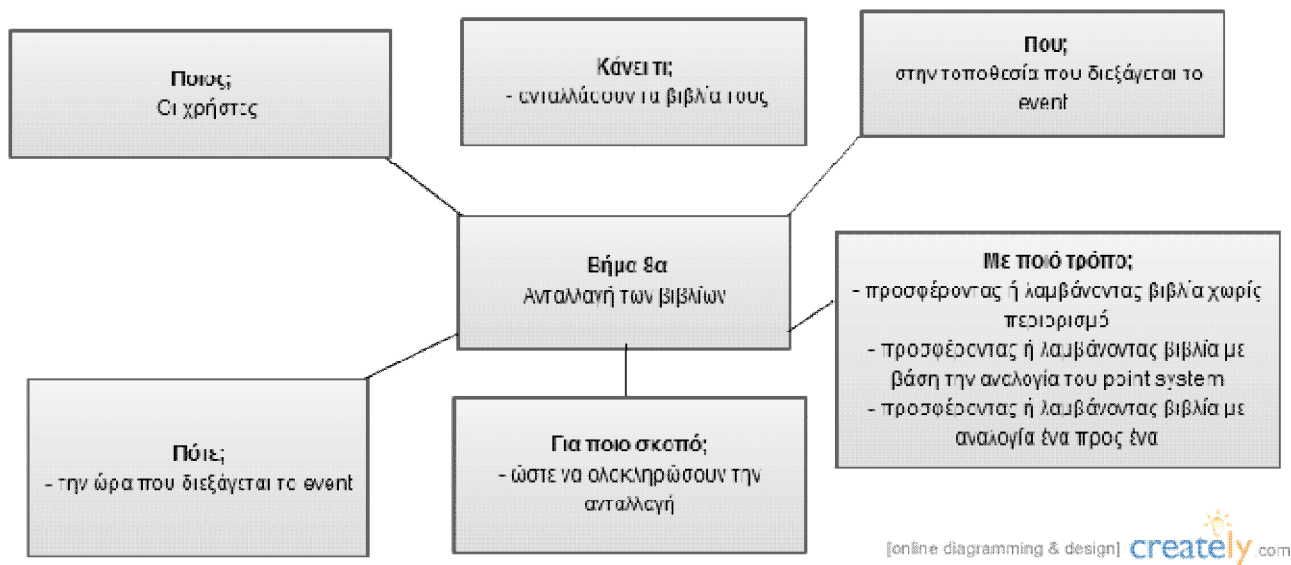 Ποιος;
Οι χρήστες
Κάνει τι;
- ανταλλάσουν τα βιβλία τους
Που;
στην τοποθεσία που διεξάγεται το
event
Βήμα 8α
Ανταλλαγή των βιβλίων
Με ποιό τρόπο;
- προσφέροντας ή λαμβάνοντας βιβλία χωρίς
περιορισμό
- προσφέροντας ή λαμβάνοντας βιβλία με
βάση την αναλογία του point system
- προσφέροντας ή λαμβάνοντας βιβλία με
αναλογία ένα προς ένα
Πότε;
- την ώρα που διεξάγεται το event
Για ποιο σκοπό;
- ώστε να ολοκληρώσουν την
ανταλλαγή
[online diagramming & design] creately.com